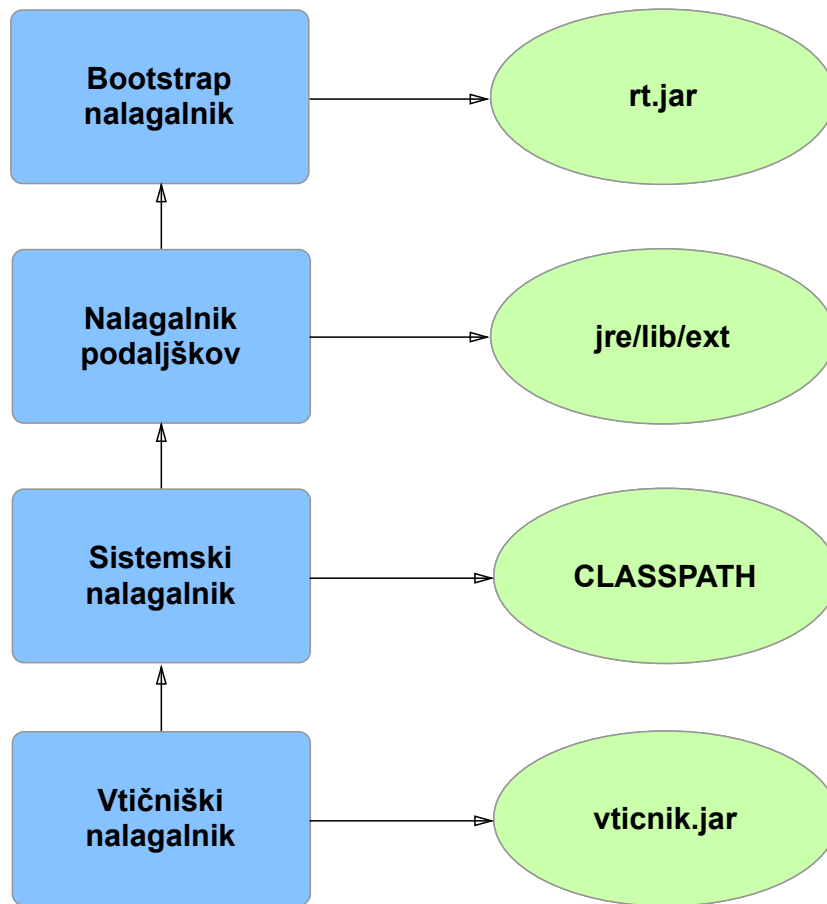 Bootstrap
nalagalnik
rt.jar
Nalagalnik
podaljškov
jre/lib/ext
Sistemski
nalagalnik
CLASSPATH
Vtičniški
nalagalnik
vticnik.jar